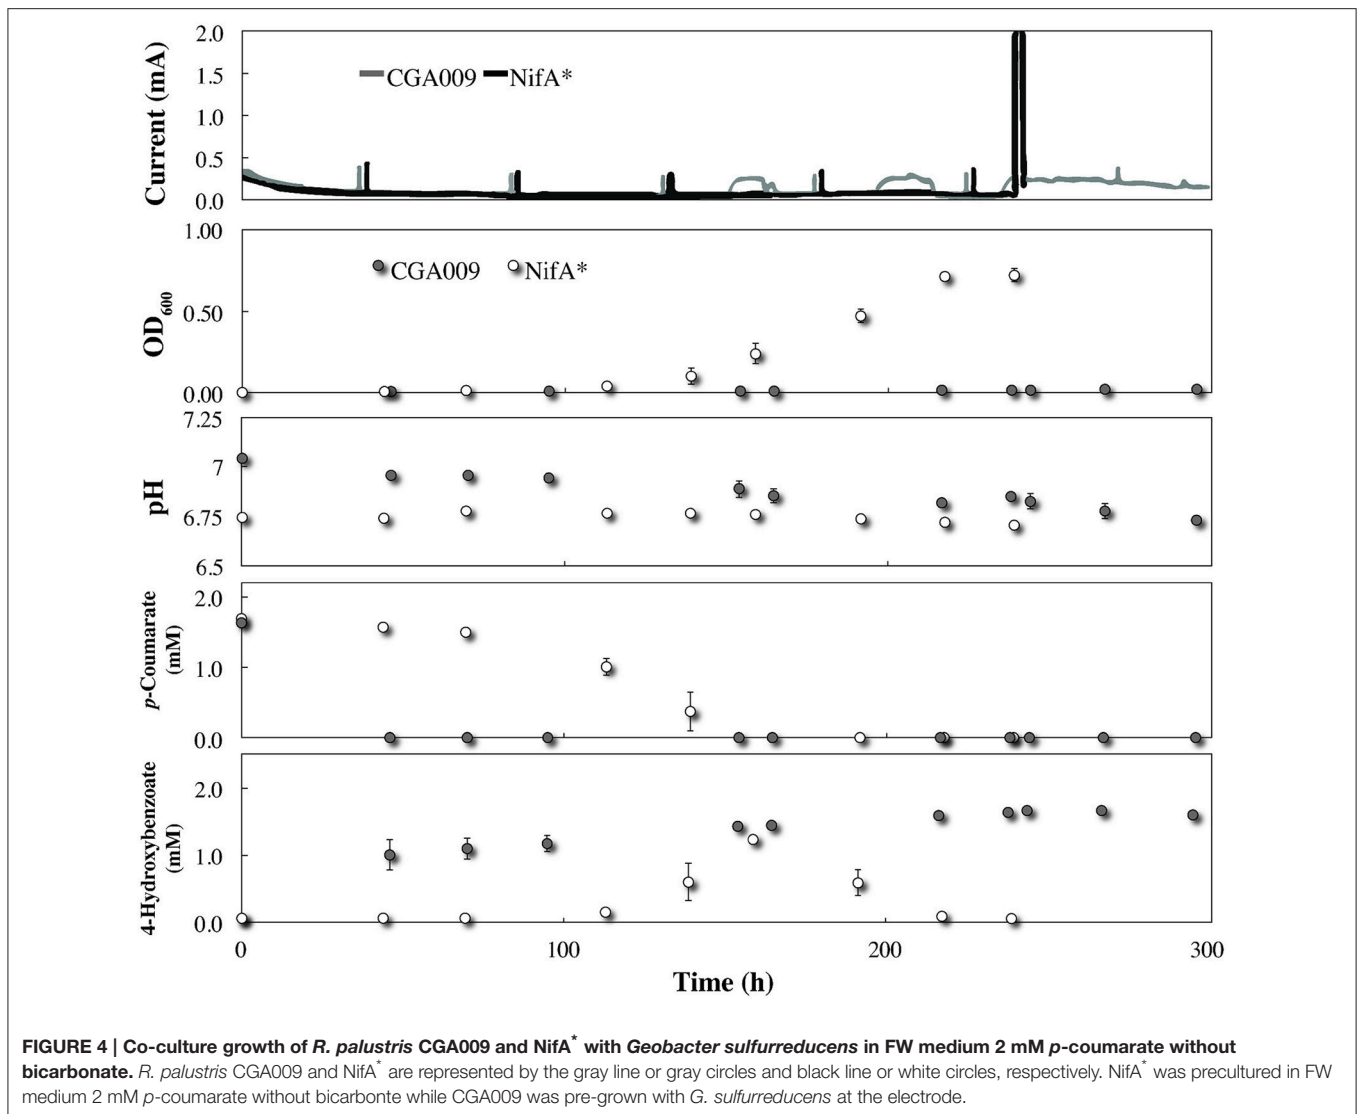 2.0
1.5
1.0
0.5
0.0
Current (mA)
CGA009 NifA*
1.00
0.50
0.00
OD600
CGA009 NifA*
7.25
7
6.75
6.5
pH
2.0
1.0
0.0
p-Coumarate
(mM)
2.0
1.0
0.0
4-Hydroxybenzoate
(mM)
0 100 200 300
Time (h)
FIGURE 4 | Co-culture growth of R. palustris CGA009 and NifA* with Geobacter sulfurreducens in FW medium 2 mM p-coumarate without
bicarbonate. R. palustris CGA009 and NifA* are represented by the gray line or gray circles and black line or white circles, respectively. NifA* was precultured in FW
medium 2 mM p-coumarate without bicarbonte while CGA009 was pre-grown with G. sulfurreducens at the electrode.